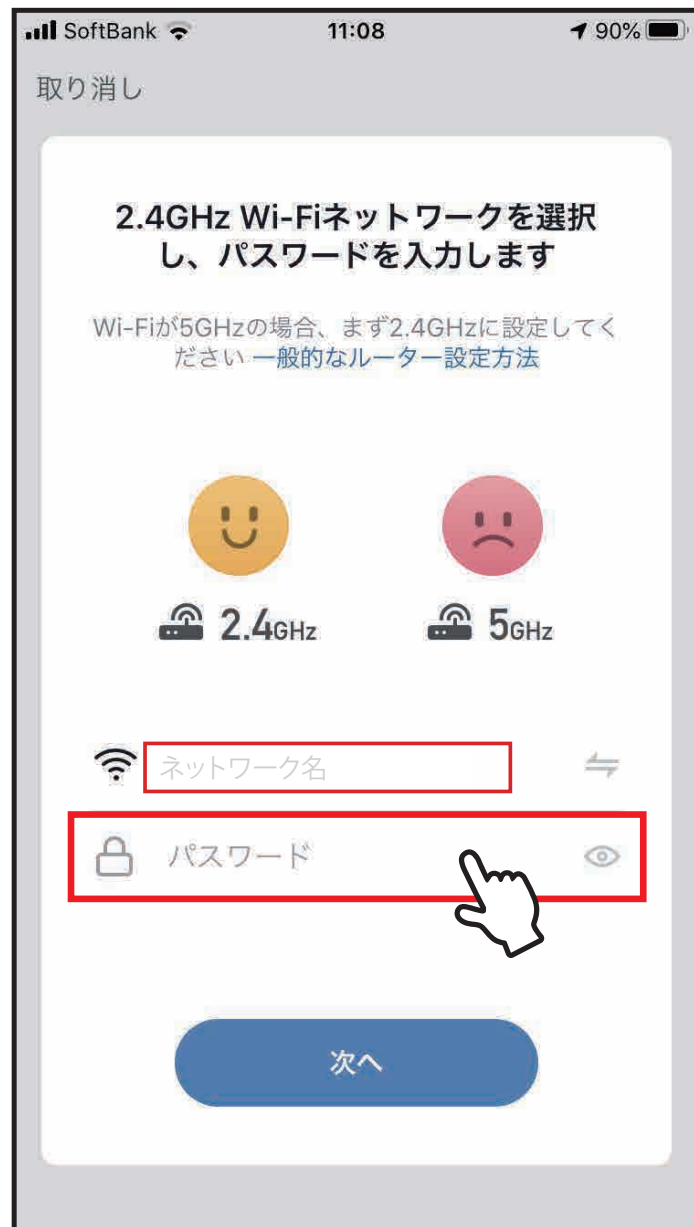 SoftBank 11:08 90%
取り消し
2.4GHz Wi-Fiネットワークを選択
し、パスワードを入力します
Wi-Fiが5GHzの場合、まず2.4GHzに設定してく
ださい 一般的なルーター設定方法
2.4GHz 5GHz
ネットワーク名
パスワード
次へ